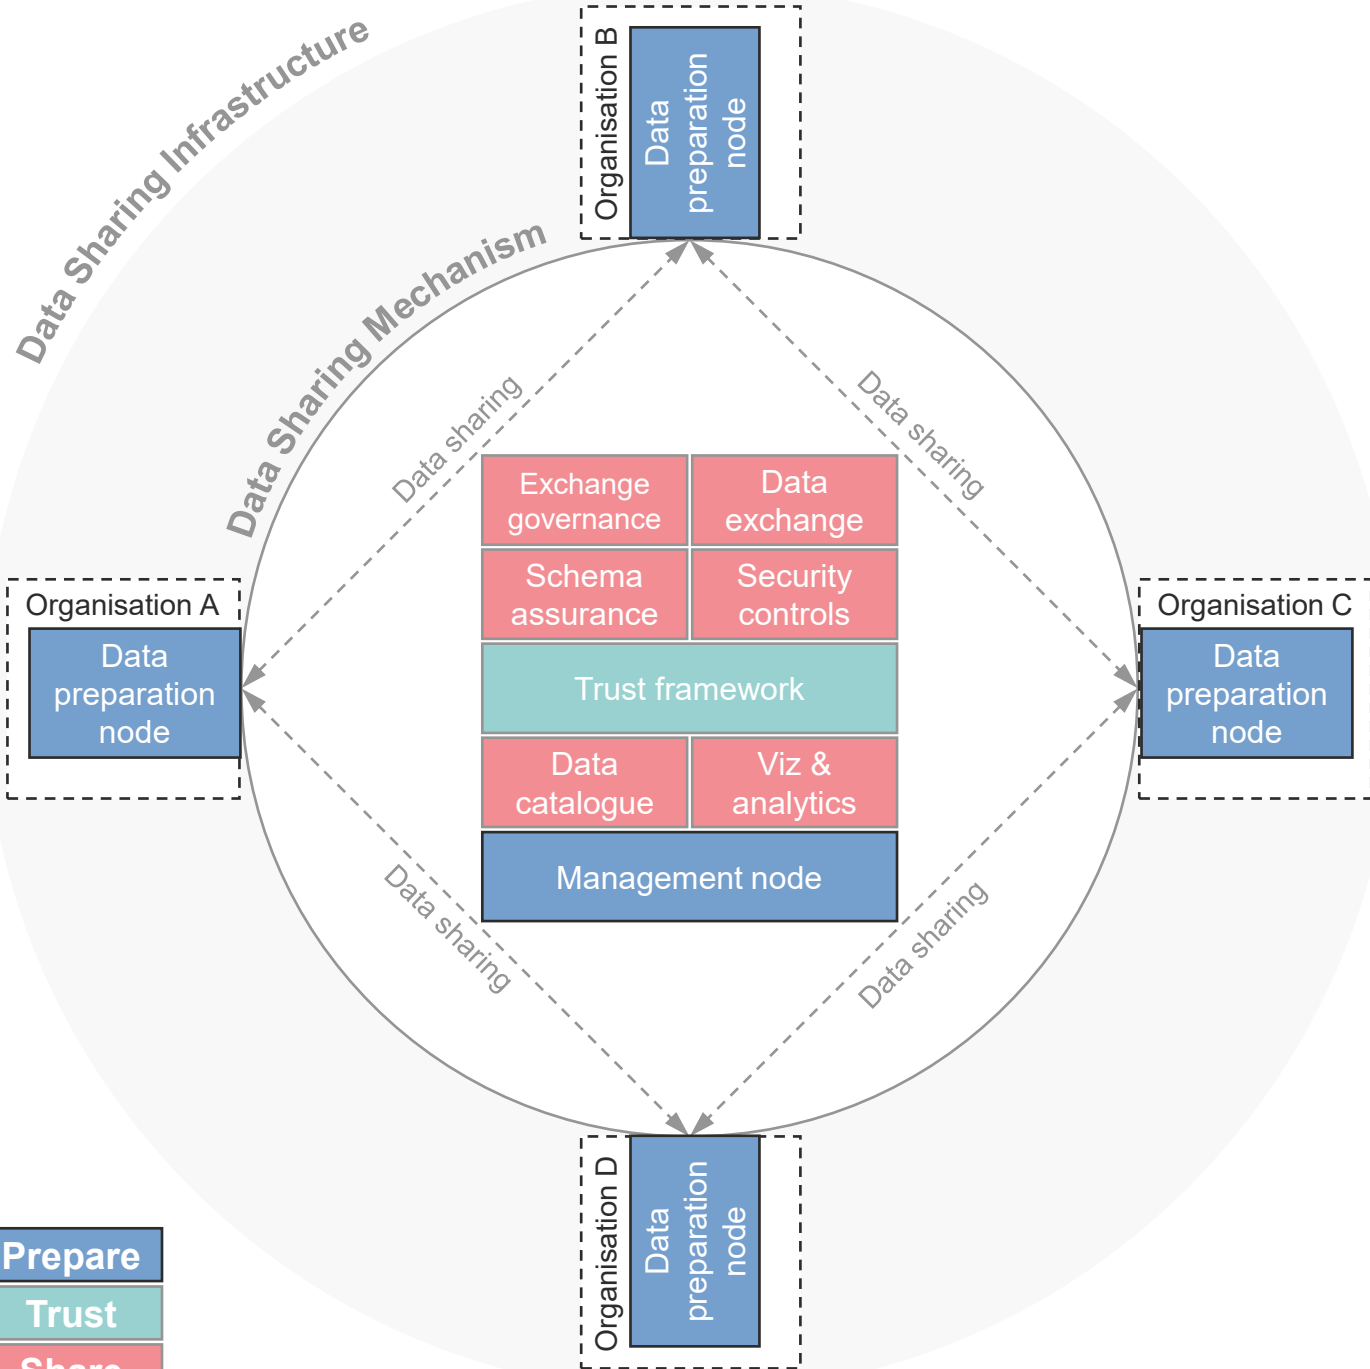 Data Sharing Infrastructure
Data Sharing Mechanism
Organisation B
Data
preparation
node
Data sharing
Data sharing
Exchange
governance
Data
exchange
Schema
assurance
Security
controls
Organisation A
Data
preparation
node
Trust framework
Organisation C
Data
preparation
node
Data
catalogue
Viz &
analytics
Management node
Data sharing
Data sharing
Organisation D
Data
preparation
node
Prepare
Trust
Share